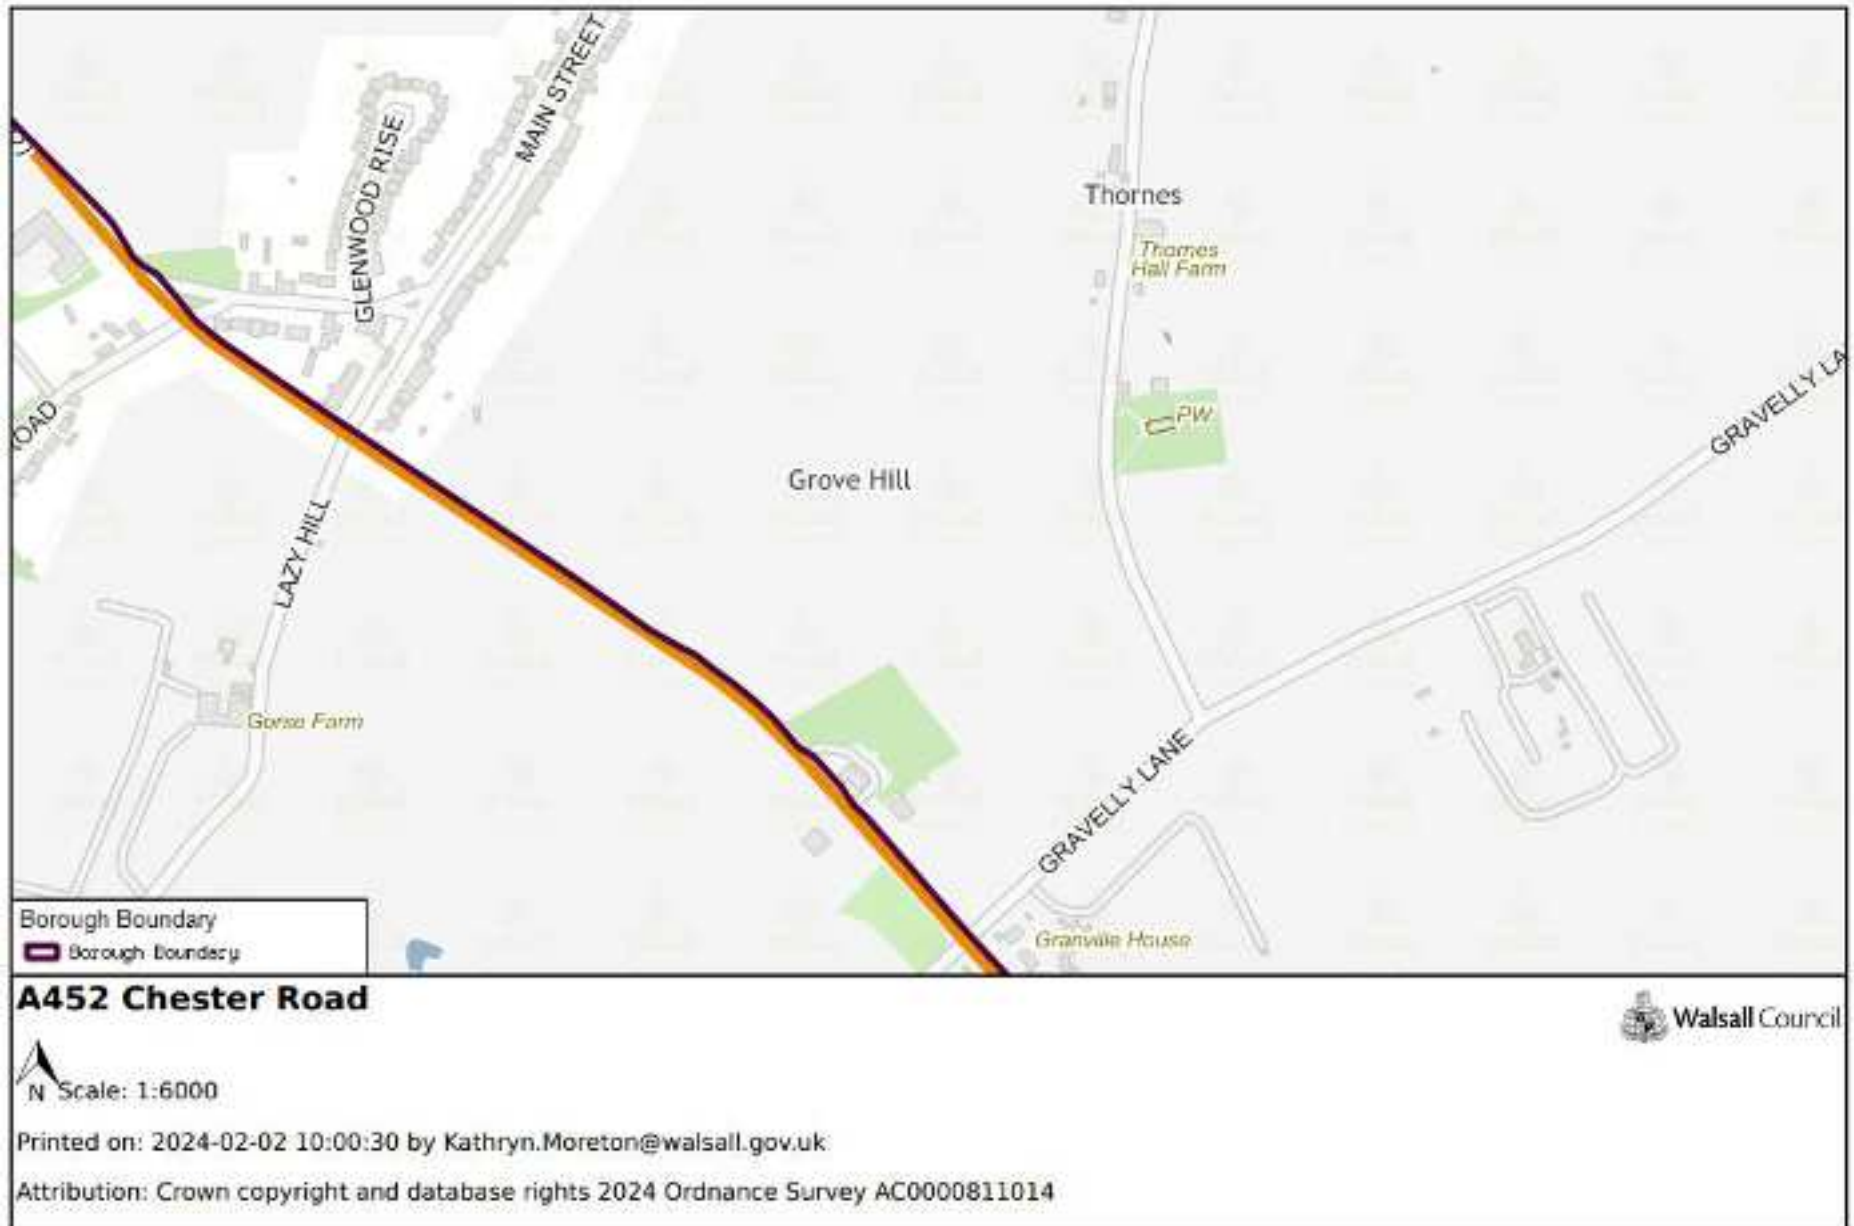 MAIN STREET
GLENWOOD RISE
Thornes
Thornes
Hall Farm
GRAVELLY LA
PW
ROAD
Grove Hill
LAZY HILL
Gorse Farm
GRAVELLY LANE
Granville House
Borough Boundary
Borough Boundary
A452 Chester Road
Walsall Council
N Scale: 1:6000
Printed on: 2024-02-02 10:00:30 by Kathryn.Moreton@walsall.gov.uk
Attribution: Crown copyright and database rights 2024 Ordnance Survey AC0000811014